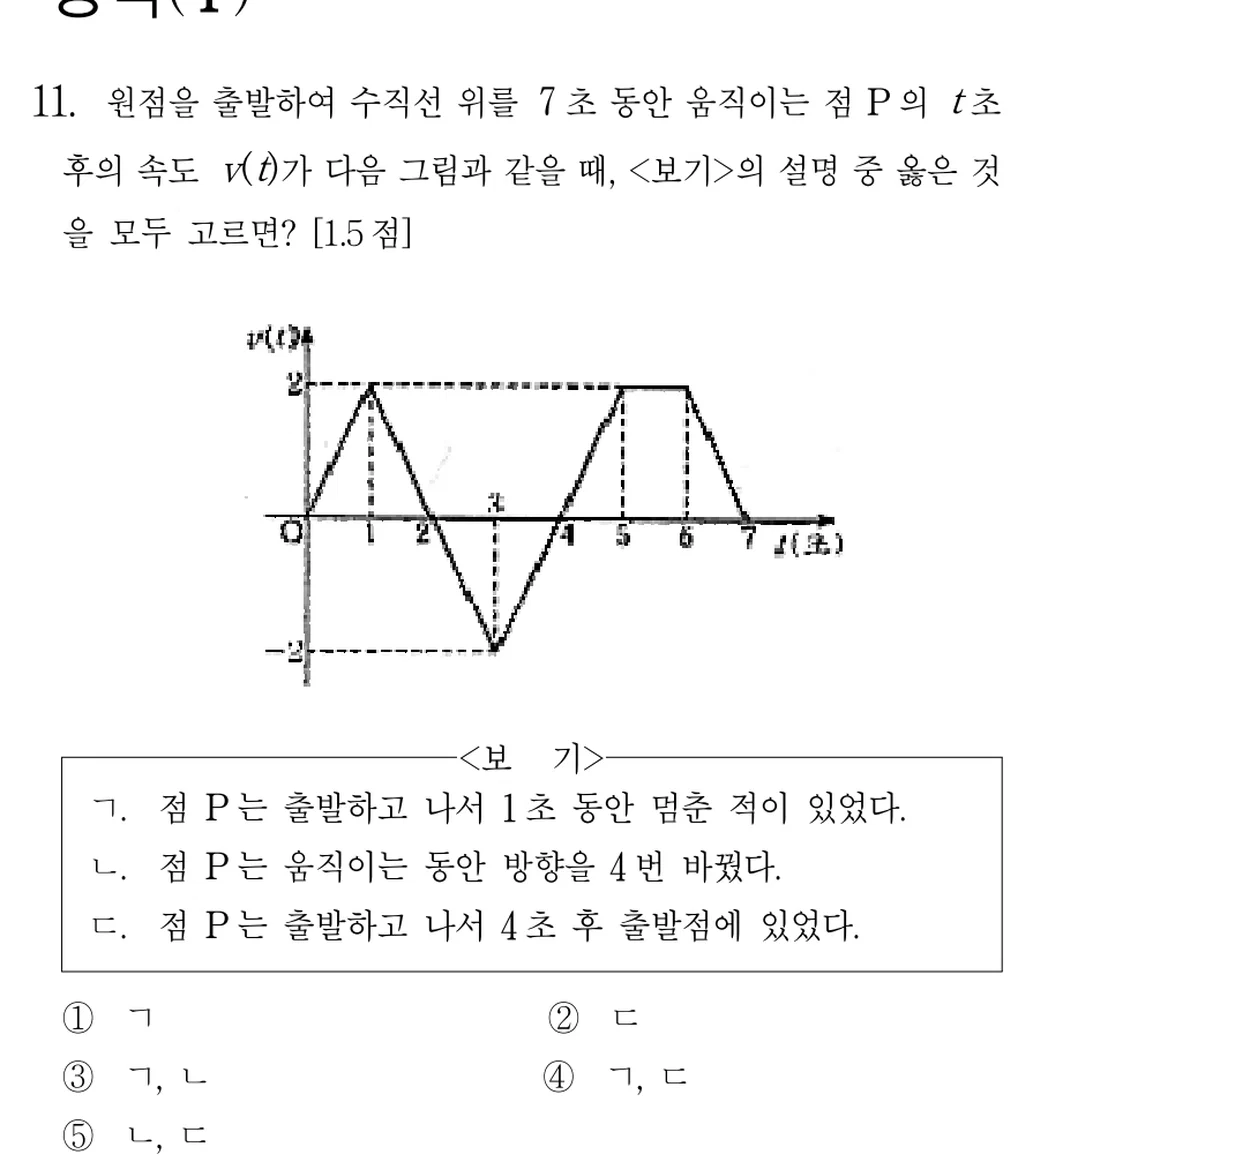 11. 원점을 출발하여 수직선 위를 7초 동안 움직이는 점 P의 t초
후의 속도 v(t)가 다음 그림과 같을 때, <보기>의 설명 중 옳은 것
을 모두 고르면? [1.5점]
v(t)
2
3
O 1 2 4 5 6 7 t(초)
-2
<보 기>
ㄱ. 점 P는 출발하고 나서 1초 동안 멈춘 적이 있었다.
ㄴ. 점 P는 움직이는 동안 방향을 4번 바꿨다.
ㄷ. 점 P는 출발하고 나서 4초 후 출발점에 있었다.
① ㄱ ② ㄷ
③ ㄱ, ㄴ ④ ㄱ, ㄷ
⑤ ㄴ, ㄷ